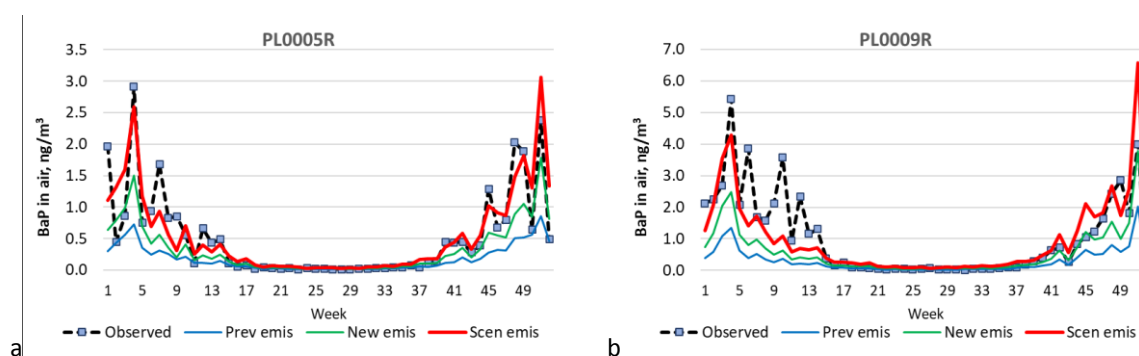 PL0005R
BaP in air, ng/m³
3.5
3.0
2.5
2.0
1.5
1.0
0.5
0.0
1 5 9 13 17 21 25 29 33 37 41 45 49
Week
Observed Prev emis New emis Scen emis
a
PL0009R
BaP in air, ng/m³
7.0
6.0
5.0
4.0
3.0
2.0
1.0
0.0
1 5 9 13 17 21 25 29 33 37 41 45 49
Week
Observed Prev emis New emis Scen emis
b